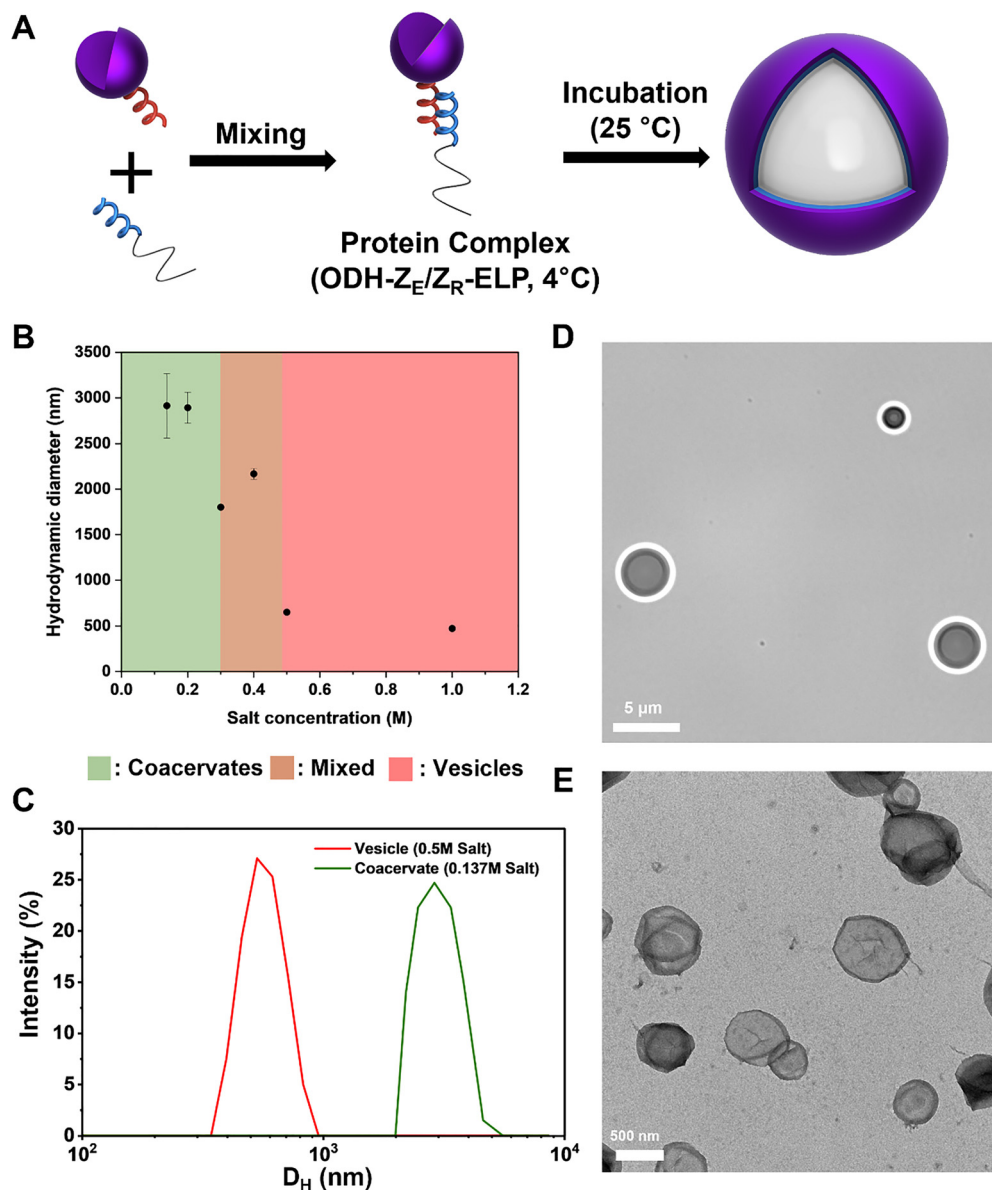 A
+
Mixing
Incubation
(25 °C)
Protein Complex
(ODH-Z_E/Z_R-ELP, 4°C)
B
Hydrodynamic diameter (nm)
3500
3000
2500
2000
1500
1000
500
0
0.0 0.2 0.4 0.6 0.8 1.0 1.2
Salt concentration (M)
: Coacervates : Mixed : Vesicles
C
Intensity (%)
30
25
20
15
10
5
0
Vesicle (0.5M Salt)
Coacervate (0.137M Salt)
10² 10³ 10⁴
D_H (nm)
D
5 µm
E
500 nm